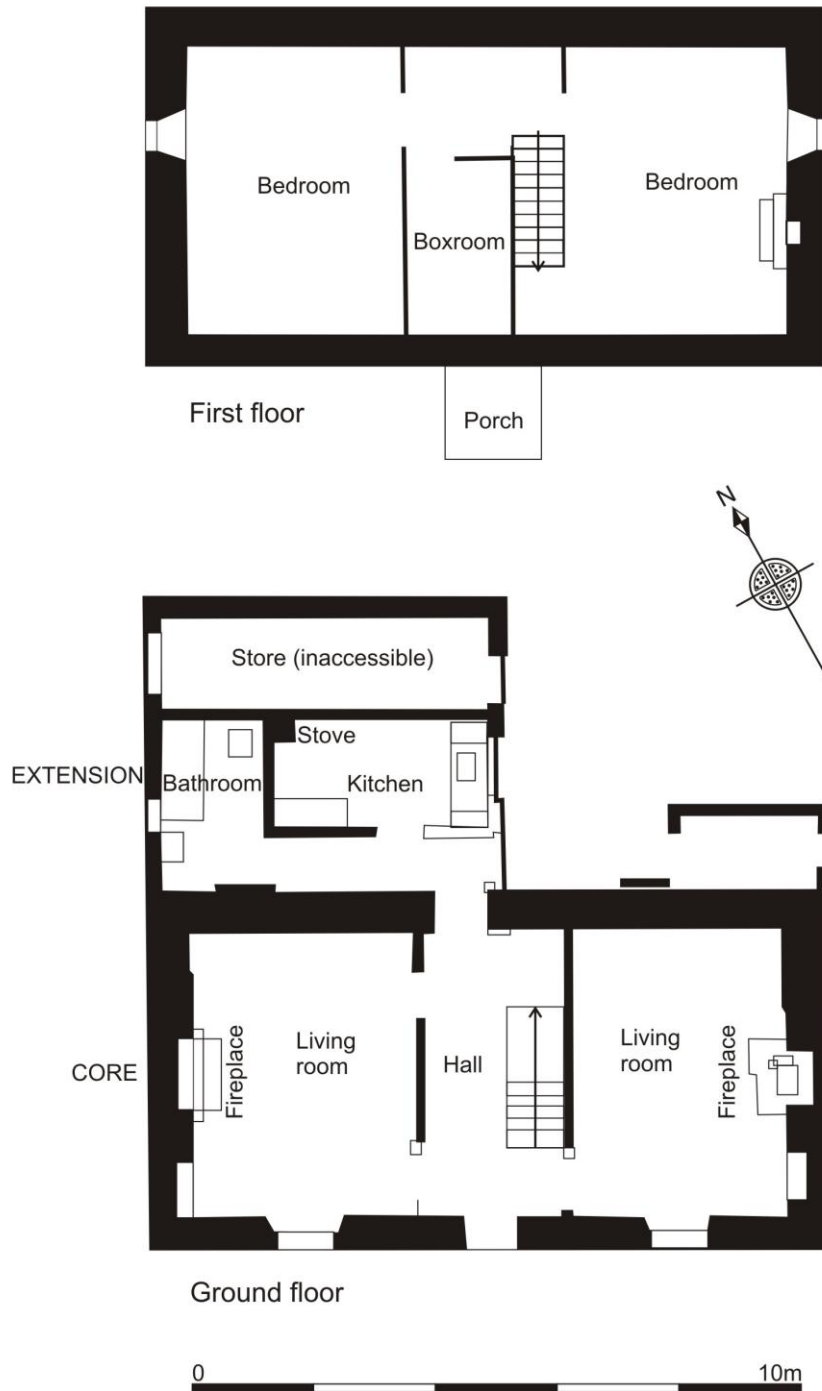 Bedroom
Bedroom
Boxroom
First floor
Porch
N
Store (inaccessible)
Stove
EXTENSION
Bathroom
Kitchen
CORE
Fireplace
Living
room
Hall
Living
room
Fireplace
Ground floor
0
10m